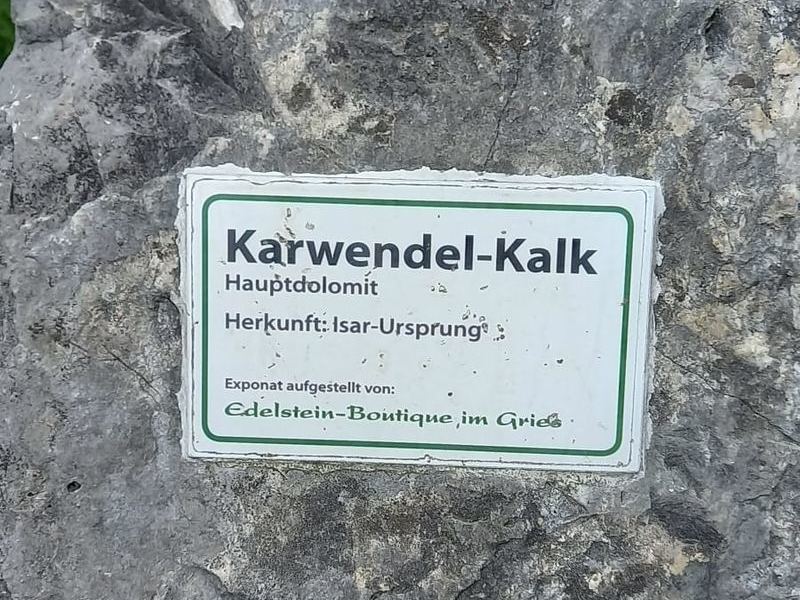 Karwendel-Kalk
Hauptdolomit
Herkunft: Isar-Ursprung
Exponat aufgestellt von:
Edelstein-Boutique im Gries